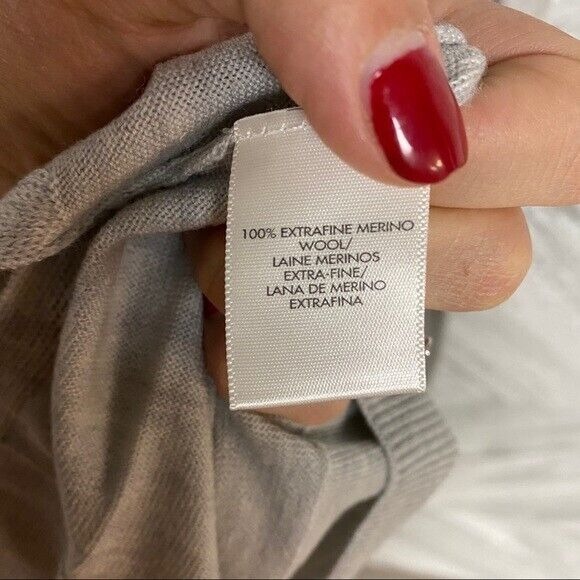 100% EXTRAFINE MERINO
WOOL/
LAINE MERINOS
EXTRA-FINE/
LANA DE MERINO
EXTRAFINA